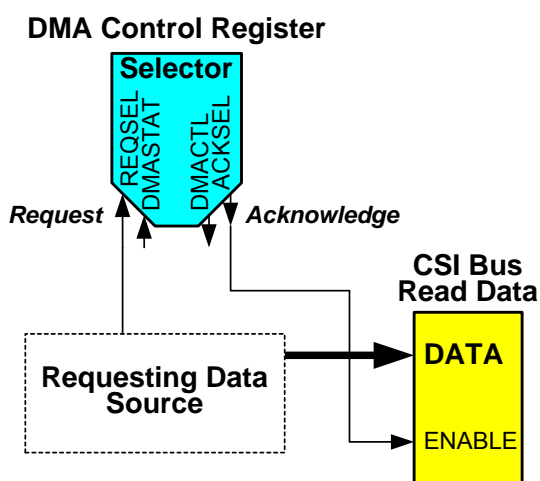 DMA Control Register
Selector
REQSEL
DMASTAT
DMACTL
ACKSEL
Request
Acknowledge
CSI Bus
Read Data
DATA
Requesting Data
Source
ENABLE